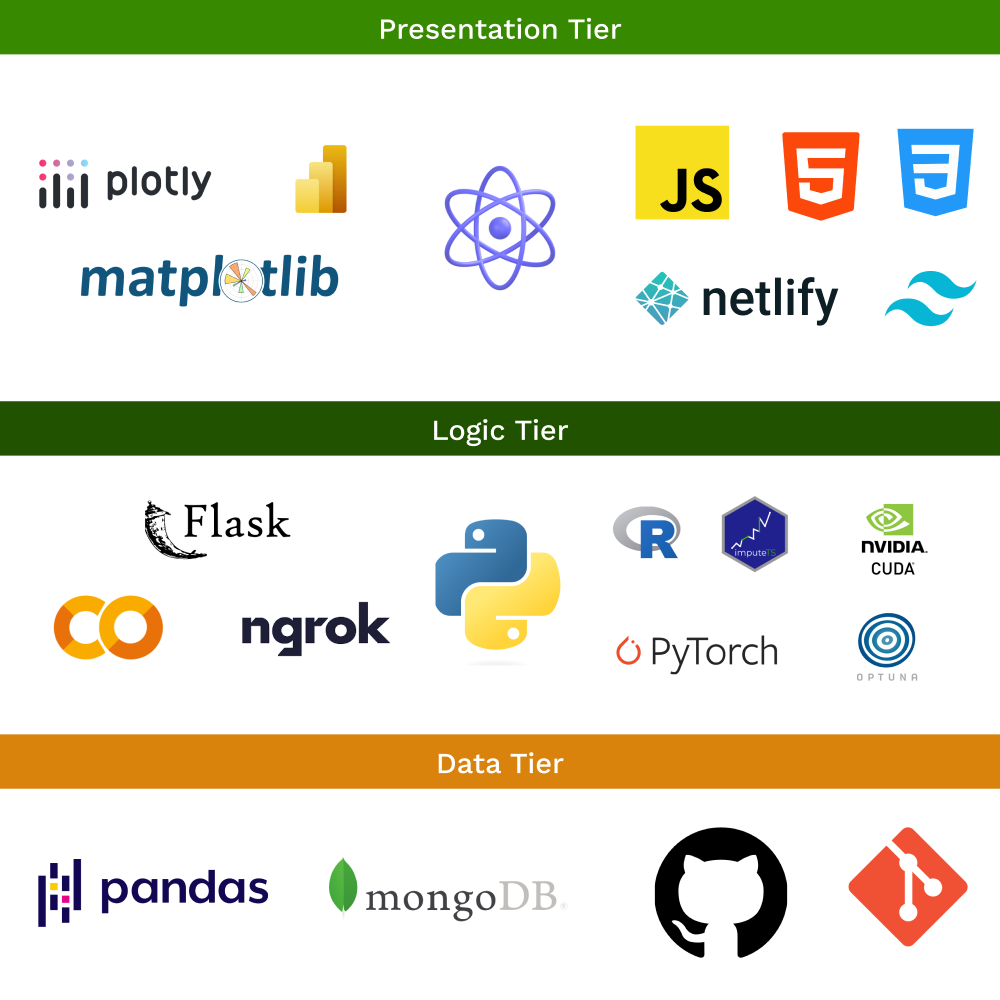 Presentation Tier
plotly
JS
5
3
matplotlib
netlify
Logic Tier
Flask
R
imputeTS
NVIDIA.
CUDA
CO
ngrok
PyTorch
OPTUNA
Data Tier
pandas
mongoDB®